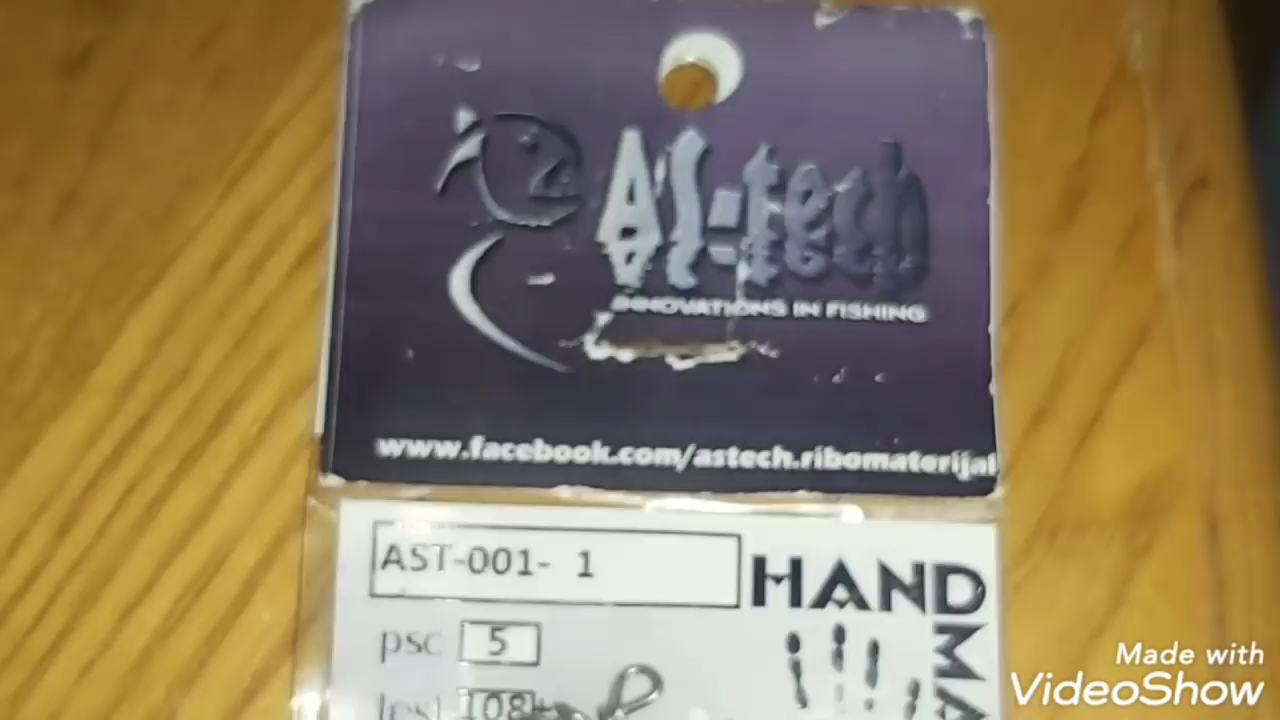 AS-tech
INNOVATIONS IN FISHING
www.facebook.com/astech.ribomaterijal
AST-001- 1
HAND
psc 5
108
Made with
VideoShow